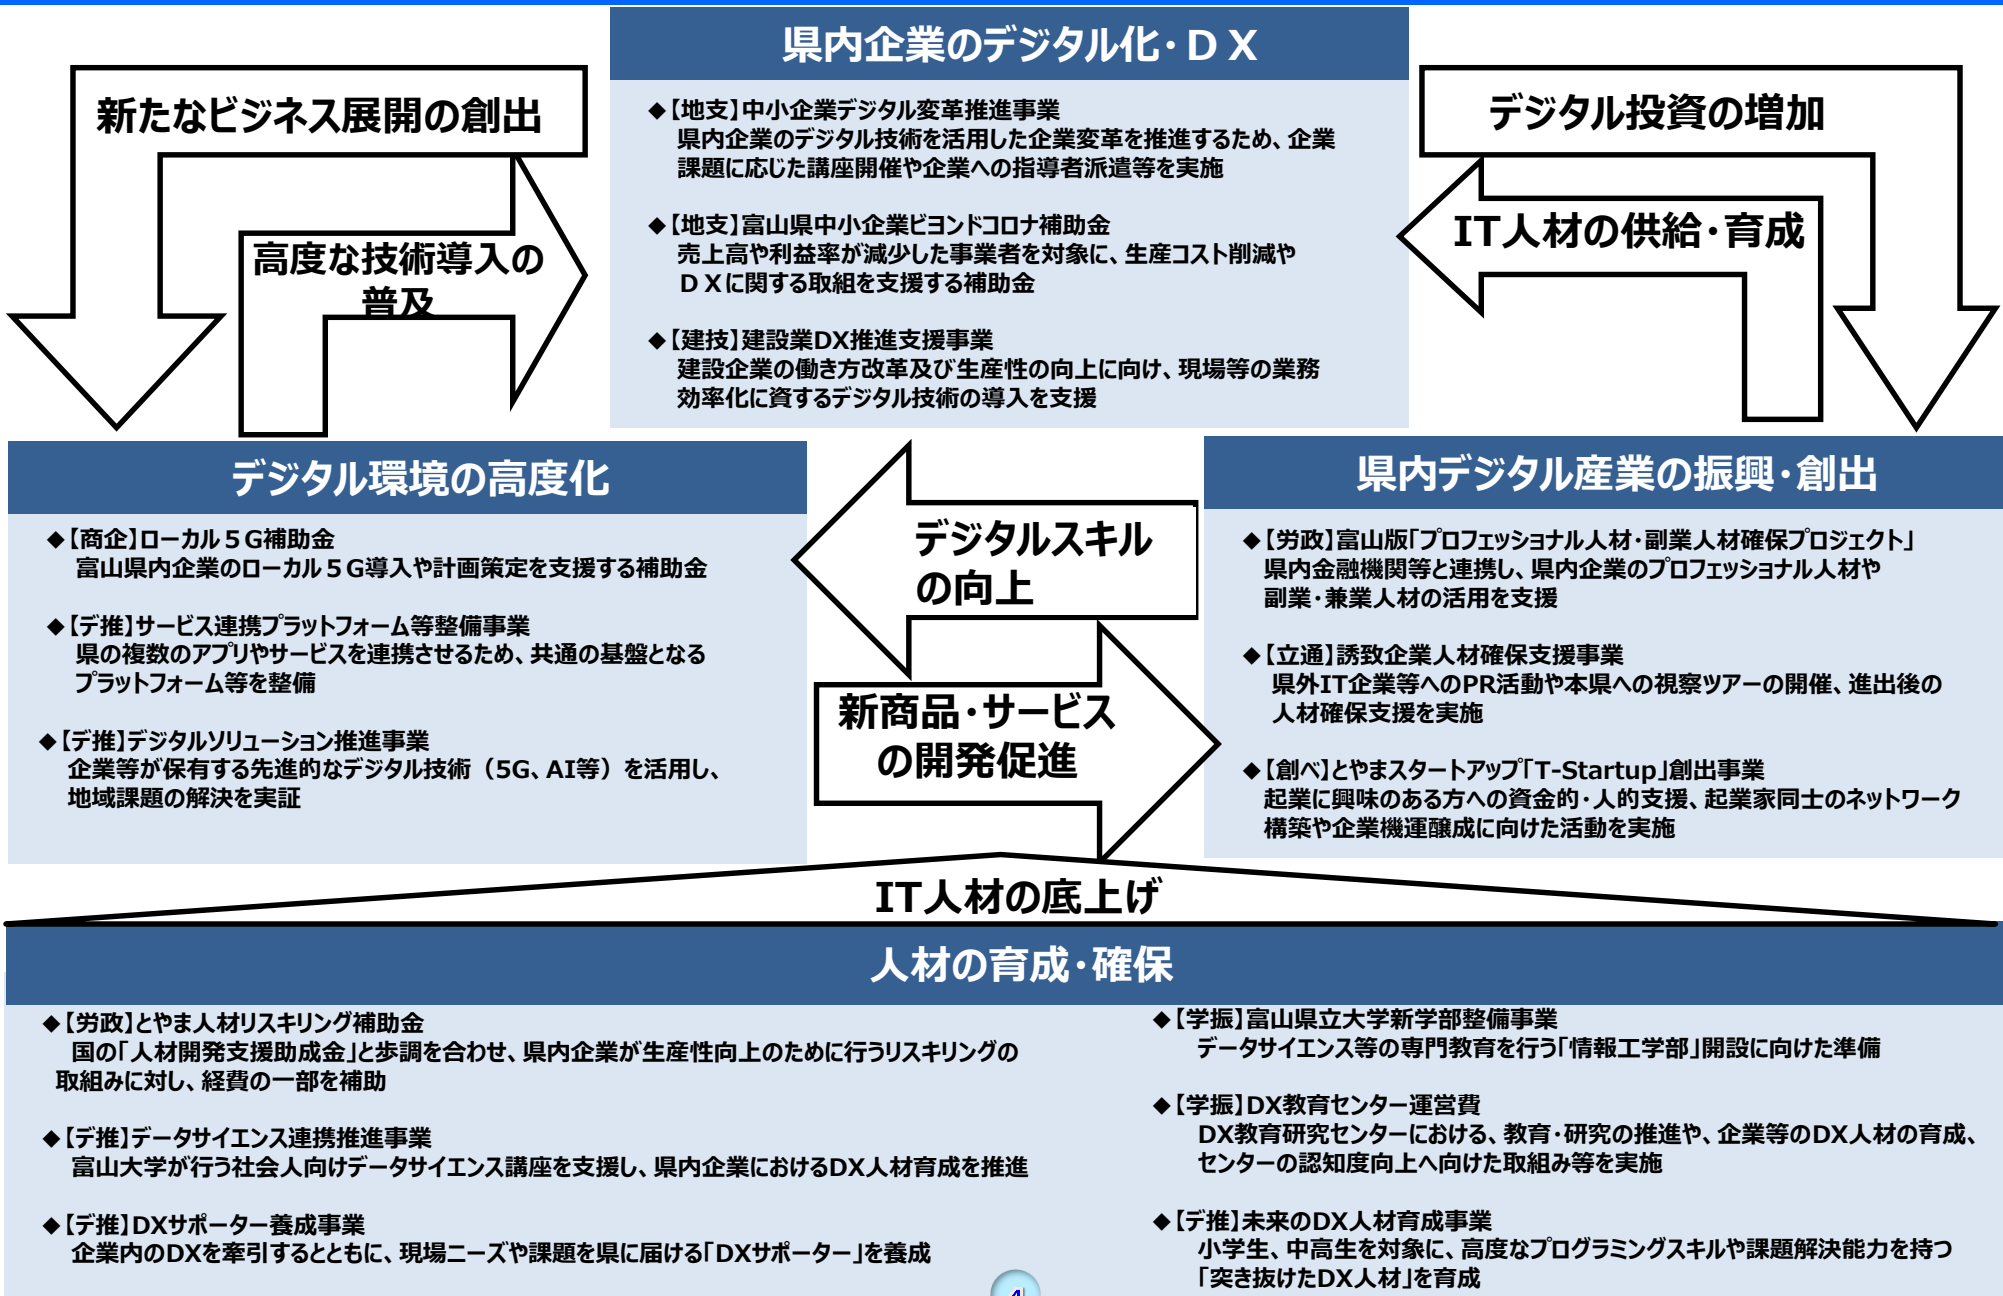 県内企業のデジタル化･ＤＸ
新たなビジネス展開の創出
高度な技術導入の
普及
◆【地支】中小企業デジタル変革推進事業
県内企業のデジタル技術を活用した企業変革を推進するため、企業
課題に応じた講座開催や企業への指導者派遣等を実施
◆【地支】富山県中小企業ビヨンドコロナ補助金
売上高や利益率が減少した事業者を対象に、生産コスト削減や
ＤＸに関する取組を支援する補助金
◆【建技】建設業DX推進支援事業
建設企業の働き方改革及び生産性の向上に向け、現場等の業務
効率化に資するデジタル技術の導入を支援
デジタル投資の増加
IT人材の供給･育成
デジタル環境の高度化
◆【商企】ローカル５G補助金
富山県内企業のローカル５G導入や計画策定を支援する補助金
◆【デ推】サービス連携プラットフォーム等整備事業
県の複数のアプリやサービスを連携させるため、共通の基盤となる
プラットフォーム等を整備
◆【デ推】デジタルソリューション推進事業
企業等が保有する先進的なデジタル技術（5G、AI等）を活用し、
地域課題の解決を実証
デジタルスキル
の向上
新商品･サービス
の開発促進
県内デジタル産業の振興･創出
◆【労政】富山版｢プロフェッショナル人材･副業人材確保プロジェクト｣
県内金融機関等と連携し、県内企業のプロフェッショナル人材や
副業･兼業人材の活用を支援
◆【立通】誘致企業人材確保支援事業
県外IT企業等へのPR活動や本県への視察ツアーの開催、進出後の
人材確保支援を実施
◆【創ベ】とやまスタートアップ｢T-Startup｣創出事業
起業に興味のある方への資金的･人的支援、起業家同士のネットワーク
構築や企業機運醸成に向けた活動を実施
IT人材の底上げ
人材の育成･確保
◆【労政】とやま人材リスキリング補助金
国の｢人材開発支援助成金｣と歩調を合わせ、県内企業が生産性向上のために行うリスキリングの
取組みに対し、経費の一部を補助
◆【デ推】データサイエンス連携推進事業
富山大学が行う社会人向けデータサイエンス講座を支援し、県内企業におけるDX人材育成を推進
◆【デ推】DXサポーター養成事業
企業内のDXを牽引するとともに、現場ニーズや課題を県に届ける｢DXサポーター｣を養成
◆【学振】富山県立大学新学部整備事業
データサイエンス等の専門教育を行う｢情報工学部｣開設に向けた準備
◆【学振】DX教育センター運営費
DX教育研究センターにおける、教育･研究の推進や、企業等のDX人材の育成、
センターの認知度向上へ向けた取組み等を実施
◆【デ推】未来のDX人材育成事業
小学生、中高生を対象に、高度なプログラミングスキルや課題解決能力を持つ
｢突き抜けたDX人材｣を育成
4